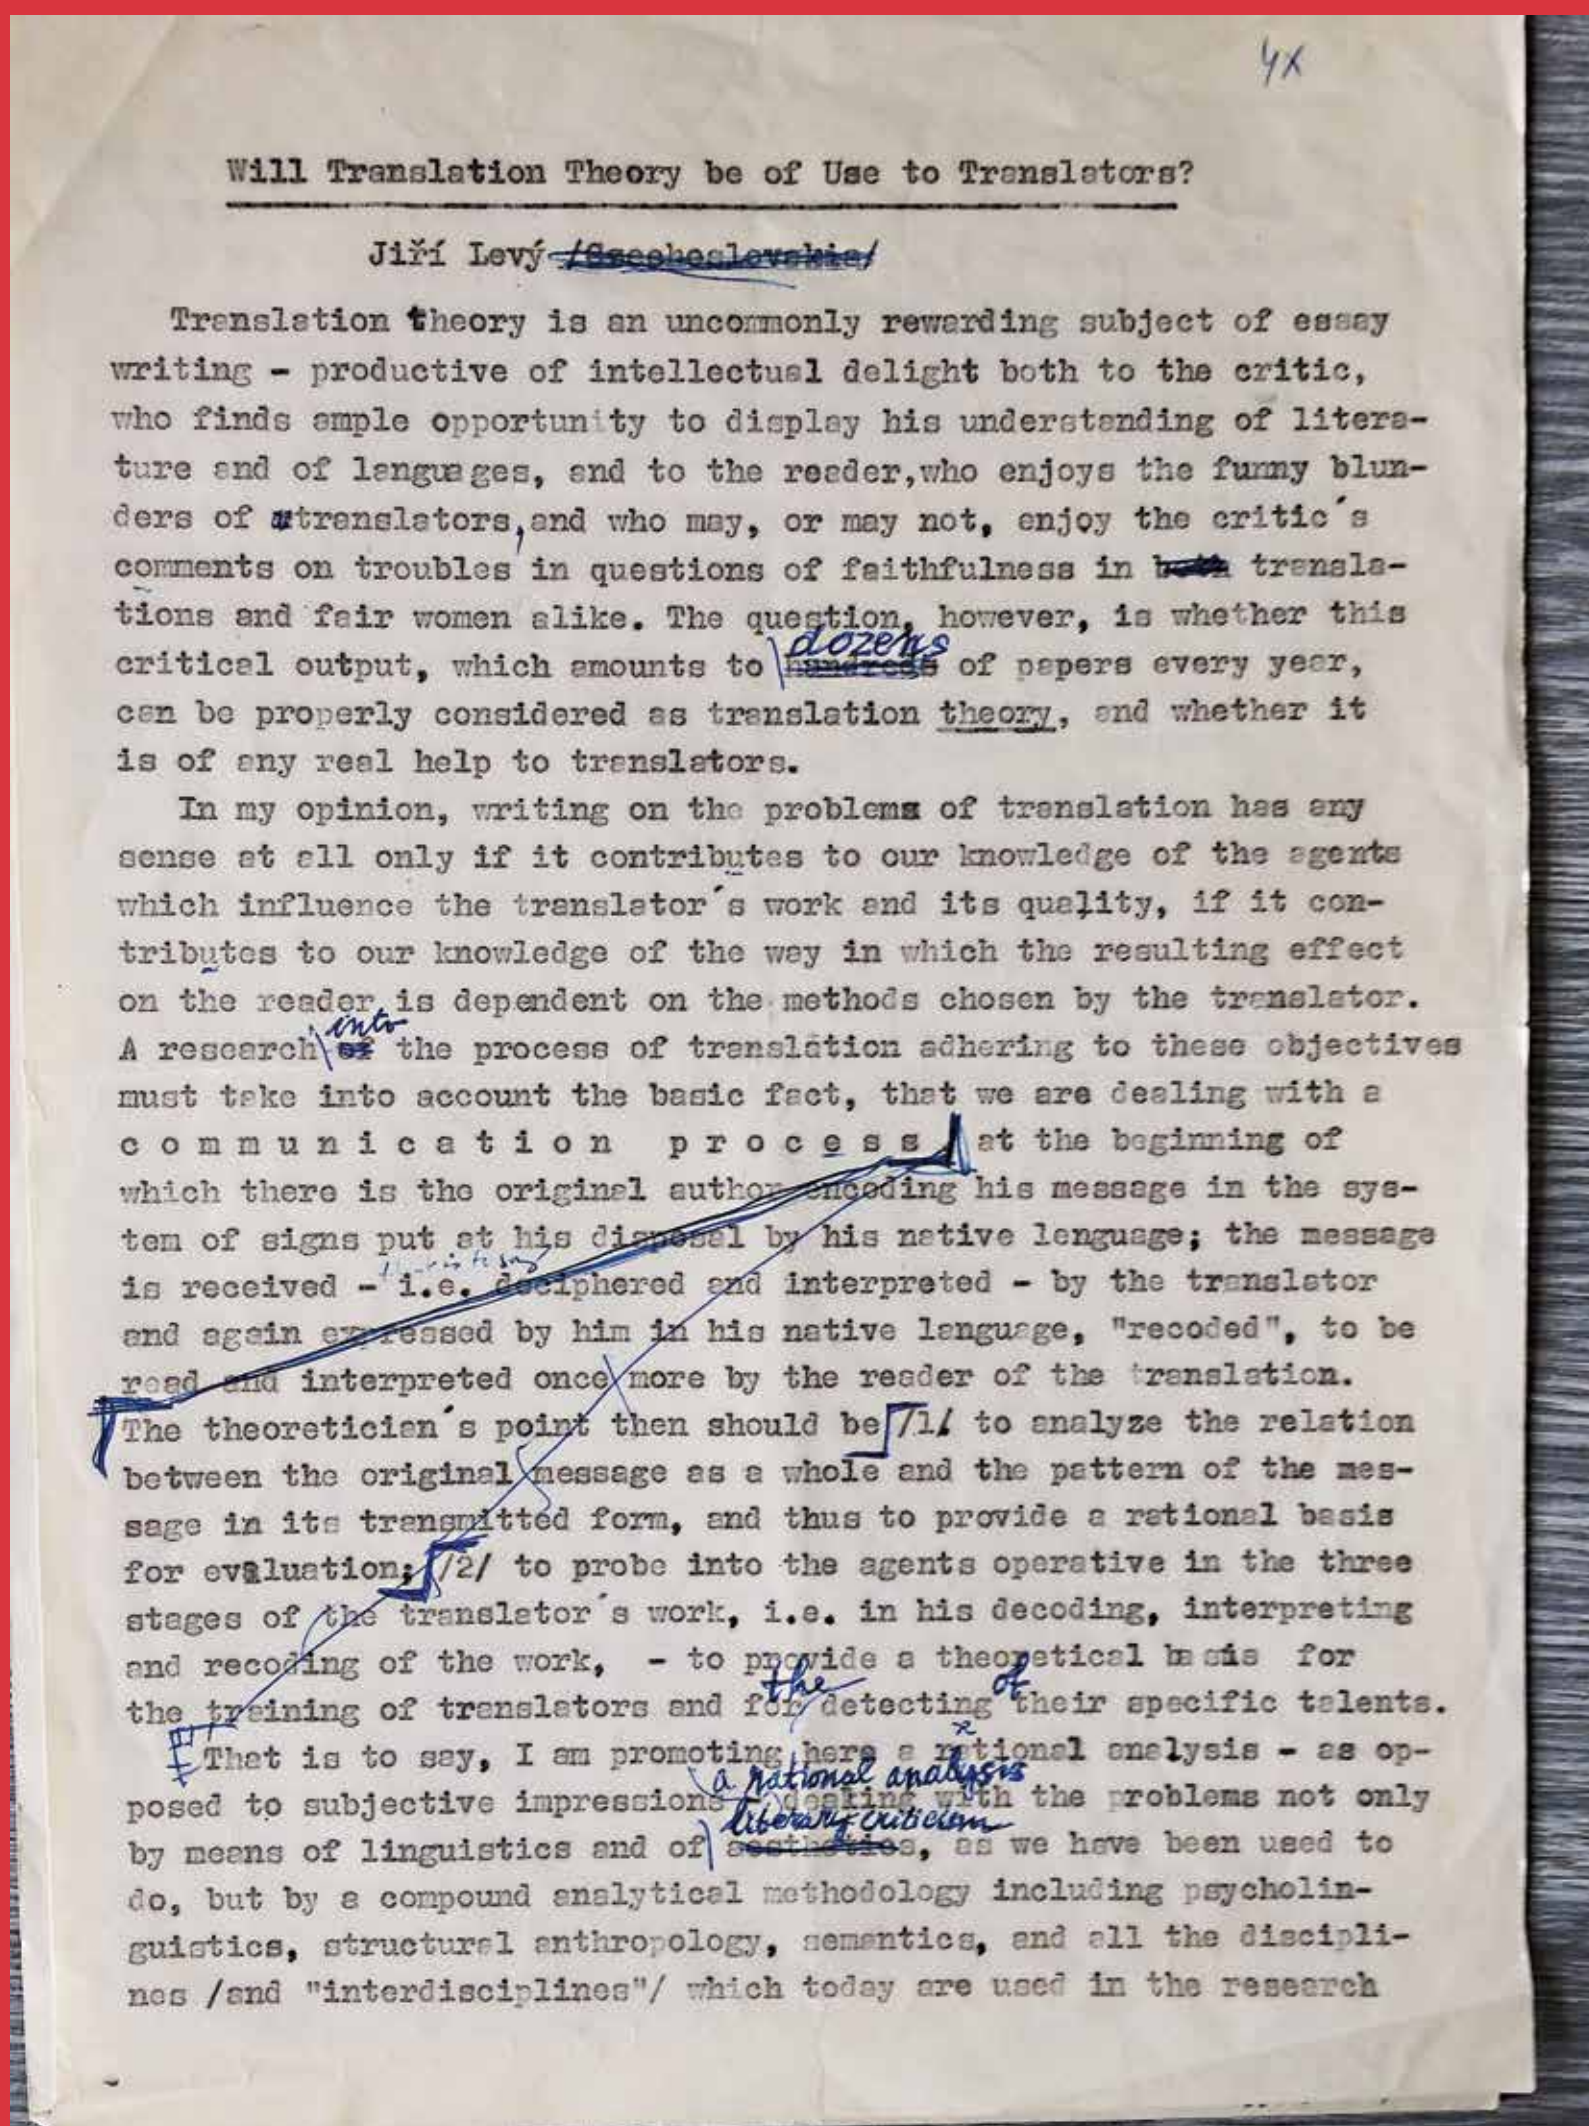 4x
Will Translation Theory be of Use to Translators?
Jiří Levý /Szechoslovakia/
Translation theory is an uncommonly rewarding subject of essay
writing - productive of intellectual delight both to the critic,
who finds ample opportunity to display his understanding of litera-
ture and of languages, and to the reader,who enjoys the funny blun-
ders of translators, and who may, or may not, enjoy the critic´s
comments on troubles in questions of faithfulness in both transla-
tions and fair women alike. The question, however, is whether this
dozens
critical output, which amounts to hundreds of papers every year,
can be properly considered as translation theory, and whether it
is of any real help to translators.
In my opinion, writing on the problems of translation has any
sense at all only if it contributes to our knowledge of the agents
which influence the translator´s work and its quality, if it con-
tributes to our knowledge of the way in which the resulting effect
on the reader is dependent on the methods chosen by the translator.
into
A research of the process of translation adhering to these objectives
must take into account the basic fact, that we are dealing with a
c o m m u n i c a t i o n p r o c e s s at the beginning of
which there is the original author encoding his message in the sys-
tem of signs put at his disposal by his native lenguage; the message
that is to say
is received - i.e. deciphered and interpreted - by the translator
and again expressed by him in his native language, "recoded", to be
read and interpreted once more by the reader of the translation.
The theoretician´s point then should be /1/ to analyze the relation
between the original message as a whole and the pattern of the mes-
sage in its transmitted form, and thus to provide a rational basis
for evaluation; /2/ to probe into the agents operative in the three
stages of the translator´s work, i.e. in his decoding, interpreting
and recoding of the work, - to provide a theoretical basis for
the of
the training of translators and for detecting their specific talents.
That is to say, I am promoting here a rational analysis - as op-
a rational analysis
posed to subjective impressions - dealing with the problems not only
literary criticism
by means of linguistics and of aesthetics, as we have been used to
do, but by a compound analytical methodology including psycholin-
guistics, structural anthropology, semantics, and all the discipli-
nes /and "interdisciplines"/ which today are used in the research